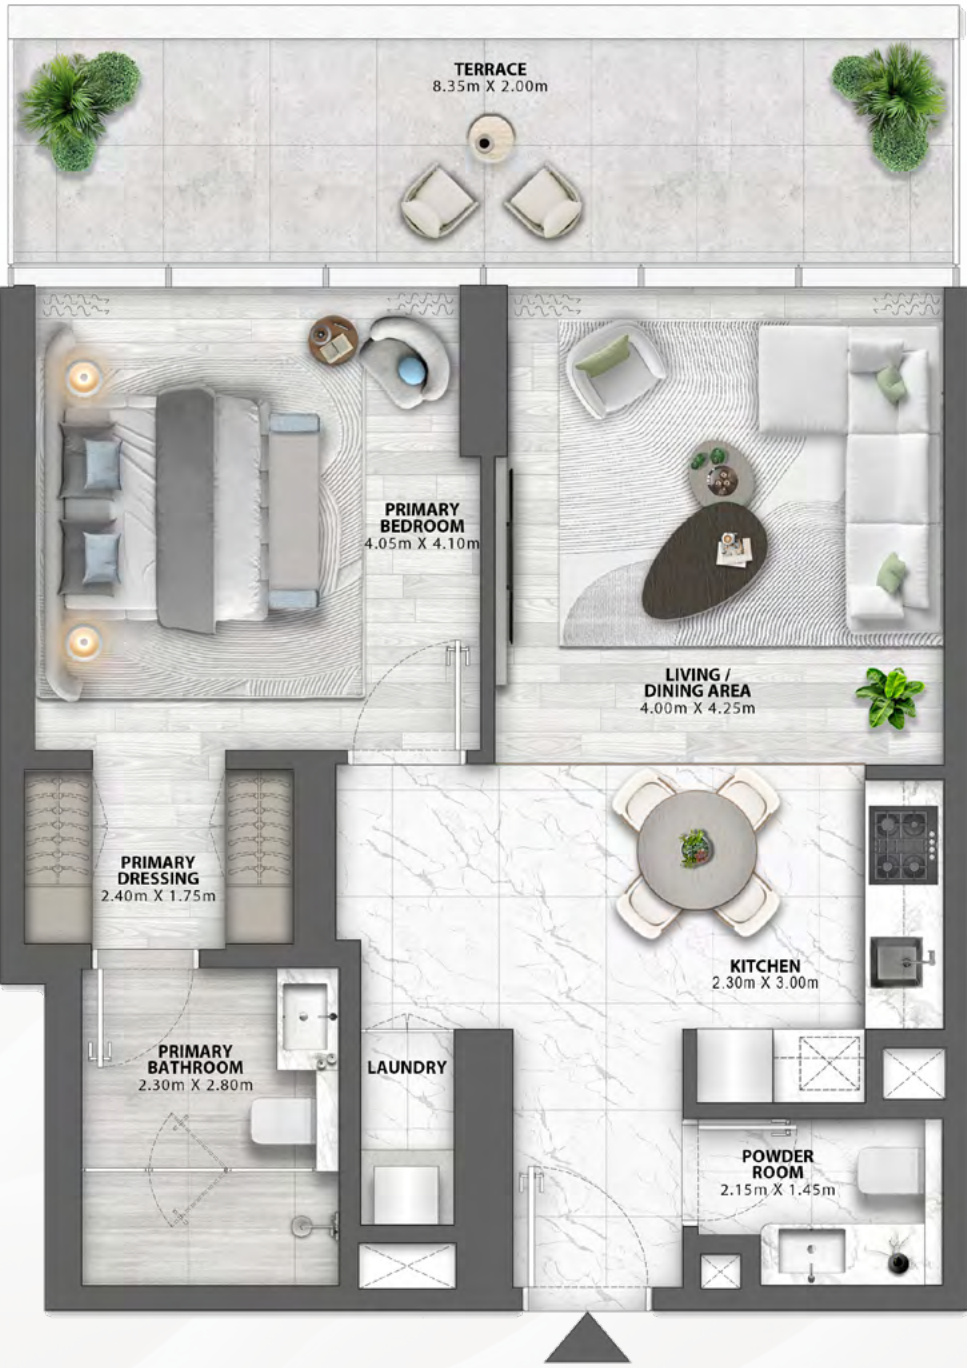 TERRACE
8.35m X 2.00m
PRIMARY
BEDROOM
4.05m X 4.10m
LIVING /
DINING AREA
4.00m X 4.25m
PRIMARY
DRESSING
2.40m X 1.75m
KITCHEN
2.30m X 3.00m
PRIMARY
BATHROOM
2.30m X 2.80m
LAUNDRY
POWDER
ROOM
2.15m X 1.45m